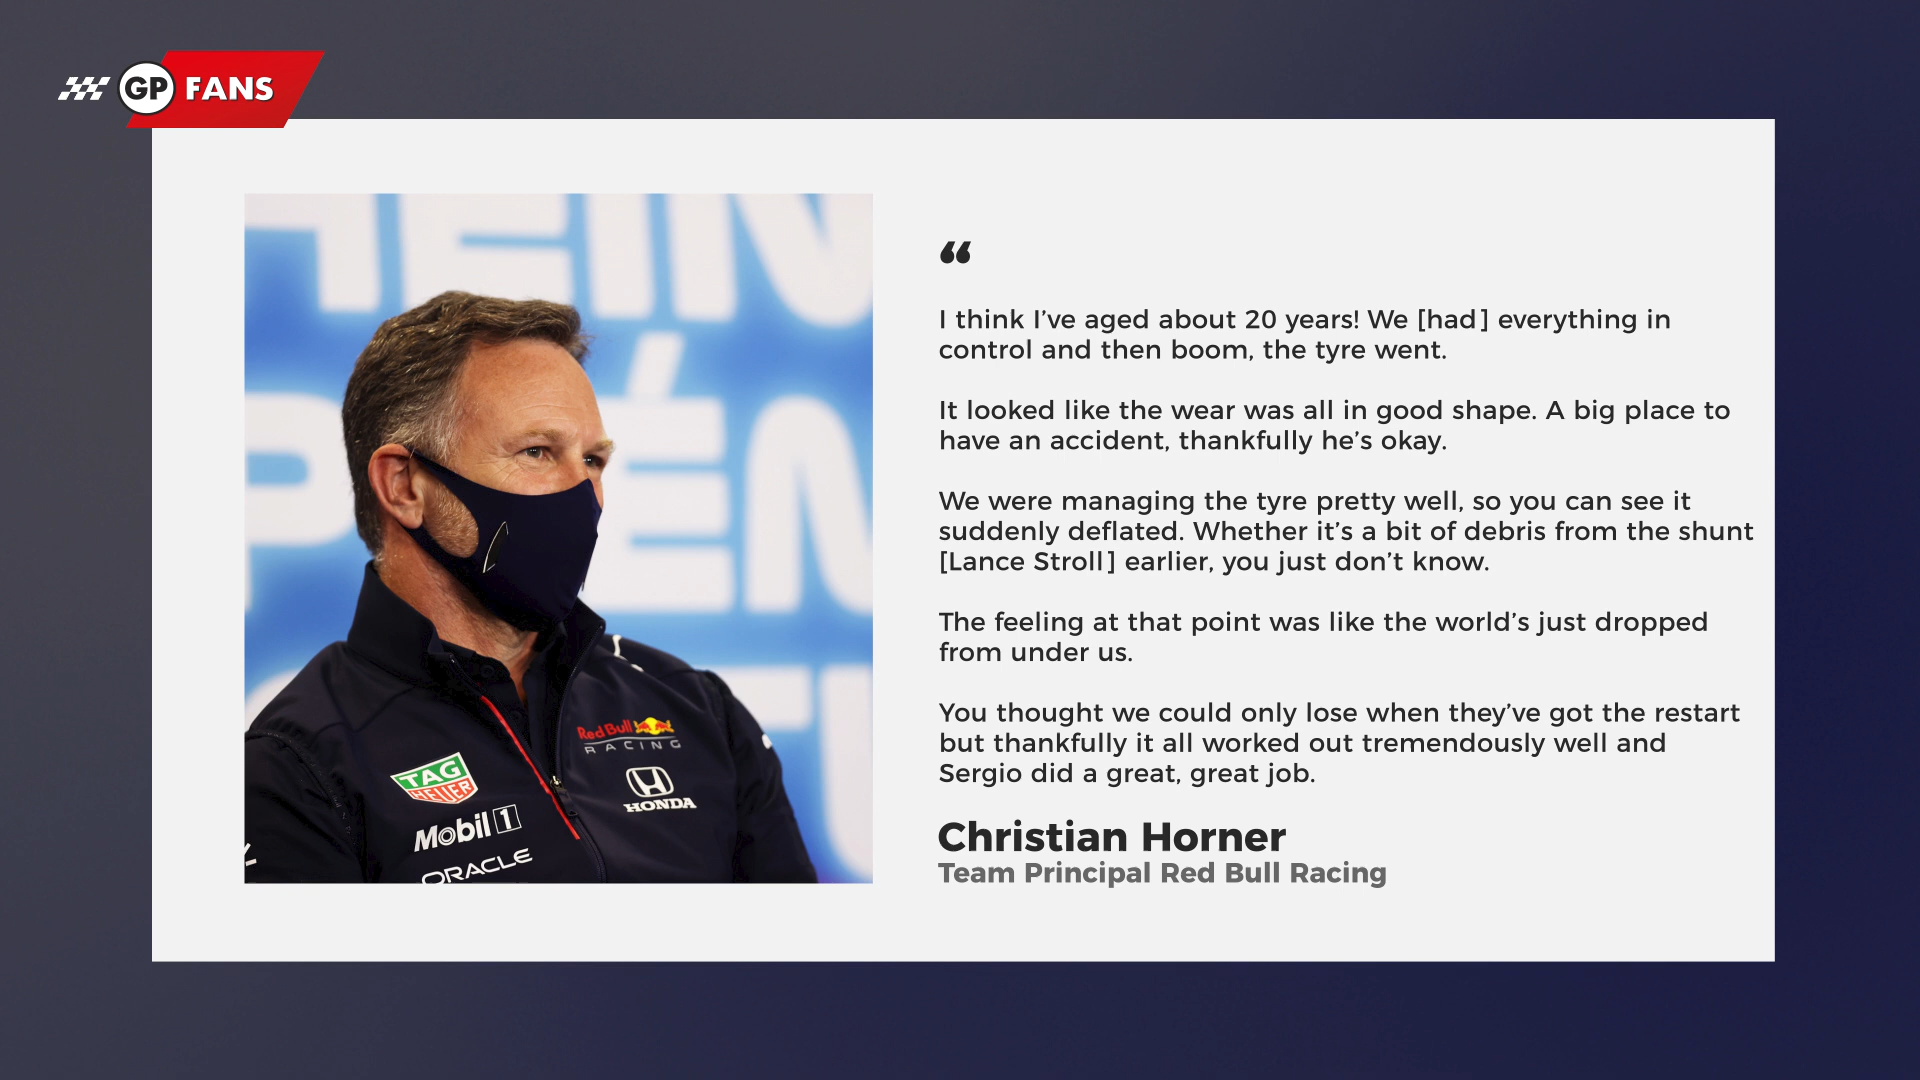 GP FANS
HEIN
PÉN
“
I think I’ve aged about 20 years! We [had] everything in
control and then boom, the tyre went.
It looked like the wear was all in good shape. A big place to
have an accident, thankfully he’s okay.
We were managing the tyre pretty well, so you can see it
suddenly deflated. Whether it’s a bit of debris from the shunt
[Lance Stroll] earlier, you just don’t know.
The feeling at that point was like the world’s just dropped
from under us.
You thought we could only lose when they’ve got the restart
but thankfully it all worked out tremendously well and
Sergio did a great, great job.
Christian Horner
Team Principal Red Bull Racing
Red Bull
RACING
TAG
HEUER
HONDA
Mobil 1
ORACLE